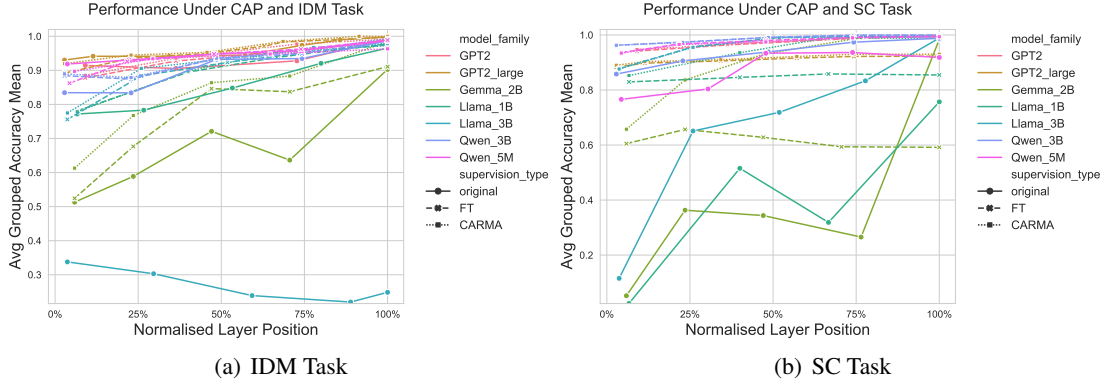 Performance Under CAP and IDM Task
Avg Grouped Accuracy Mean
1.0
0.9
0.8
0.7
0.6
0.5
0.4
0.3
0%
25%
50%
75%
100%
Normalised Layer Position
model_family
GPT2
GPT2_large
Gemma_2B
Llama_1B
Llama_3B
Qwen_3B
Qwen_5M
supervision_type
original
FT
CARMA
(a) IDM Task
Performance Under CAP and SC Task
Avg Grouped Accuracy Mean
1.0
0.8
0.6
0.4
0.2
0%
25%
50%
75%
100%
Normalised Layer Position
model_family
GPT2
GPT2_large
Gemma_2B
Llama_1B
Llama_3B
Qwen_3B
Qwen_5M
supervision_type
original
FT
CARMA
(b) SC Task